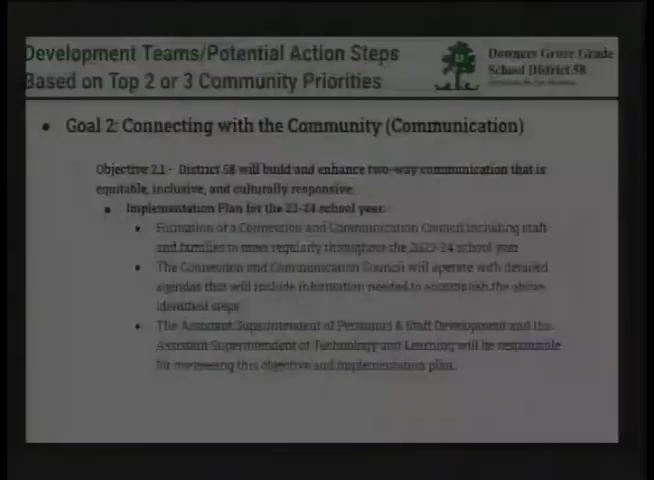 Development Teams/Potential Action Steps
Based on Top 2 or 3 Community Priorities
Downers Grove Grade
School District 58
• Goal 2: Connecting with the Community (Communication)
Objective 2.1 - District 58 will build and enhance two-way communication that is
equitable, inclusive, and culturally responsive.
• Implementation Plan for the 23-24 school year:
• Formation of a Connection and Communication Council including staff
and families to meet regularly throughout the 2023-24 school year
• The Connection and Communication Council will operate with detailed
agendas that will include information needed to accomplish the above
identified steps
• The Assistant Superintendent of Personnel & Staff Development and the
Assistant Superintendent of Technology and Learning will be responsible
for overseeing this objective and implementation plan.